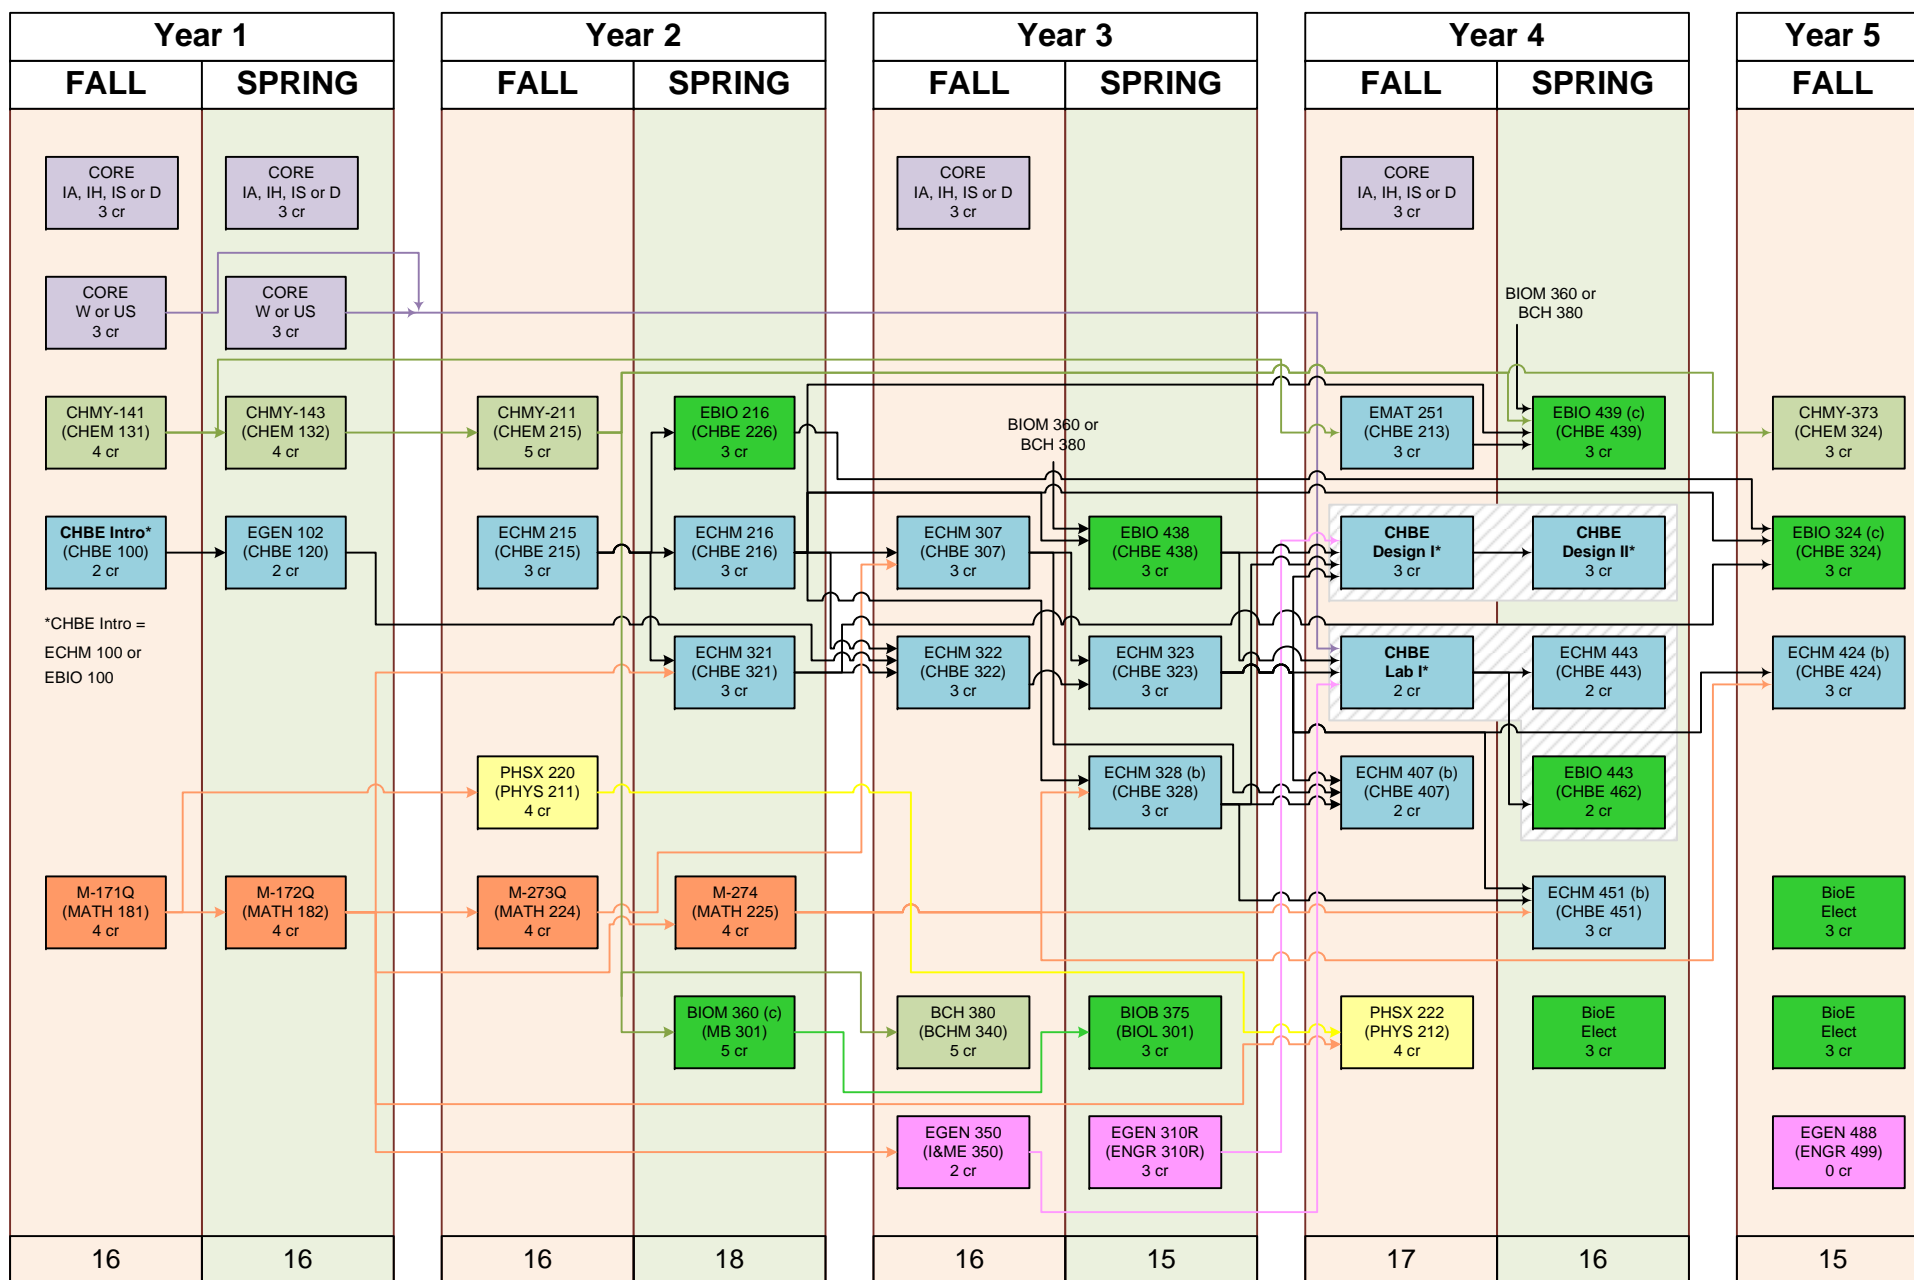 Year 1
Year 2
Year 3
Year 4
Year 5
FALL
SPRING
FALL
SPRING
FALL
SPRING
FALL
SPRING
FALL
CORE
IA, IH, IS or D
3 cr
CORE
IA, IH, IS or D
3 cr
CORE
IA, IH, IS or D
3 cr
CORE
IA, IH, IS or D
3 cr
CORE
W or US
3 cr
CORE
W or US
3 cr
BIOM 360 or
BCH 380
CHMY-141
(CHEM 131)
4 cr
CHMY-143
(CHEM 132)
4 cr
CHMY-211
(CHEM 215)
5 cr
EBIO 216
(CHBE 226)
3 cr
BIOM 360 or
BCH 380
EMAT 251
(CHBE 213)
3 cr
EBIO 439 (c)
(CHBE 439)
3 cr
CHMY-373
(CHEM 324)
3 cr
CHBE Intro*
(CHBE 100)
2 cr
EGEN 102
(CHBE 120)
2 cr
ECHM 215
(CHBE 215)
3 cr
ECHM 216
(CHBE 216)
3 cr
ECHM 307
(CHBE 307)
3 cr
EBIO 438
(CHBE 438)
3 cr
CHBE
Design I*
3 cr
CHBE
Design II*
3 cr
EBIO 324 (c)
(CHBE 324)
3 cr
*CHBE Intro =
ECHM 100 or
EBIO 100
ECHM 321
(CHBE 321)
3 cr
ECHM 322
(CHBE 322)
3 cr
ECHM 323
(CHBE 323)
3 cr
CHBE
Lab I*
2 cr
ECHM 443
(CHBE 443)
2 cr
ECHM 424 (b)
(CHBE 424)
3 cr
PHSX 220
(PHYS 211)
4 cr
ECHM 328 (b)
(CHBE 328)
3 cr
ECHM 407 (b)
(CHBE 407)
2 cr
EBIO 443
(CHBE 462)
2 cr
M-171Q
(MATH 181)
4 cr
M-172Q
(MATH 182)
4 cr
M-273Q
(MATH 224)
4 cr
M-274
(MATH 225)
4 cr
ECHM 451 (b)
(CHBE 451)
3 cr
BioE
Elect
3 cr
BIOM 360 (c)
(MB 301)
5 cr
BCH 380
(BCHM 340)
5 cr
BIOB 375
(BIOL 301)
3 cr
PHSX 222
(PHYS 212)
4 cr
BioE
Elect
3 cr
BioE
Elect
3 cr
EGEN 350
(I&ME 350)
2 cr
EGEN 310R
(ENGR 310R)
3 cr
EGEN 488
(ENGR 499)
0 cr
16
16
16
18
16
15
17
16
15